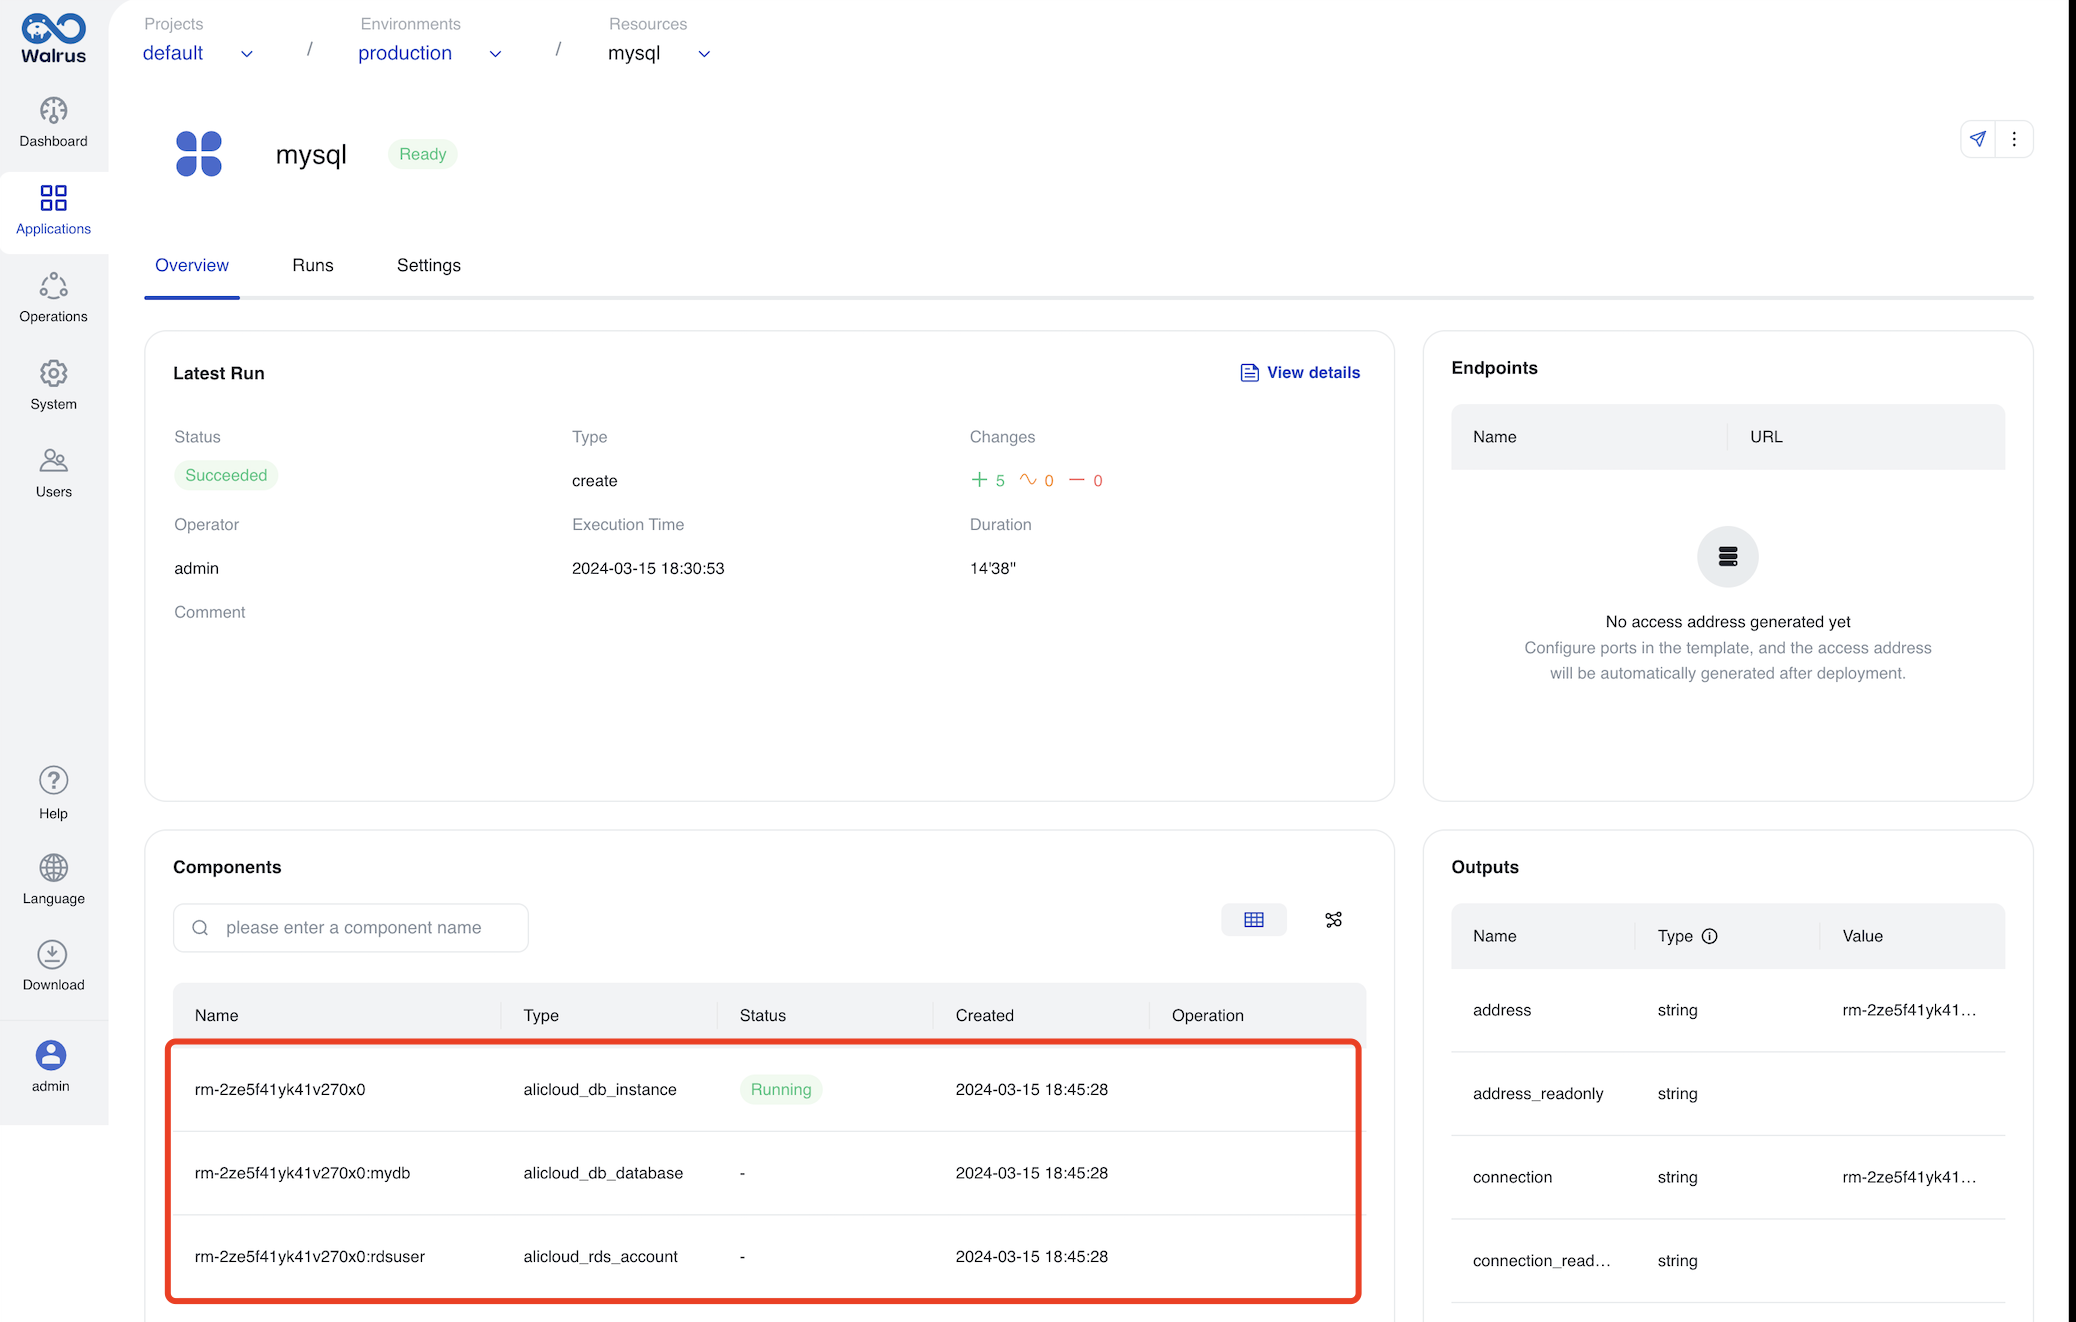 Walrus
Projects
Environments
Resources
default
/
production
/
mysql
Dashboard
Applications
Operations
System
Users
Help
Language
Download
admin
mysql
Ready
Overview
Runs
Settings
Latest Run
View details
Status
Type
Changes
Succeeded
create
+ 5 ~ 0 — 0
Operator
Execution Time
Duration
admin
2024-03-15 18:30:53
14'38"
Comment
Endpoints
Name
URL
No access address generated yet
Configure ports in the template, and the access address
will be automatically generated after deployment.
Components
please enter a component name
Name
Type
Status
Created
Operation
rm-2ze5f41yk41v270x0
alicloud_db_instance
Running
2024-03-15 18:45:28
rm-2ze5f41yk41v270x0:mydb
alicloud_db_database
-
2024-03-15 18:45:28
rm-2ze5f41yk41v270x0:rdsuser
alicloud_rds_account
-
2024-03-15 18:45:28
Outputs
Name
Type
Value
address
string
rm-2ze5f41yk41...
address_readonly
string
connection
string
rm-2ze5f41yk41...
connection_read...
string